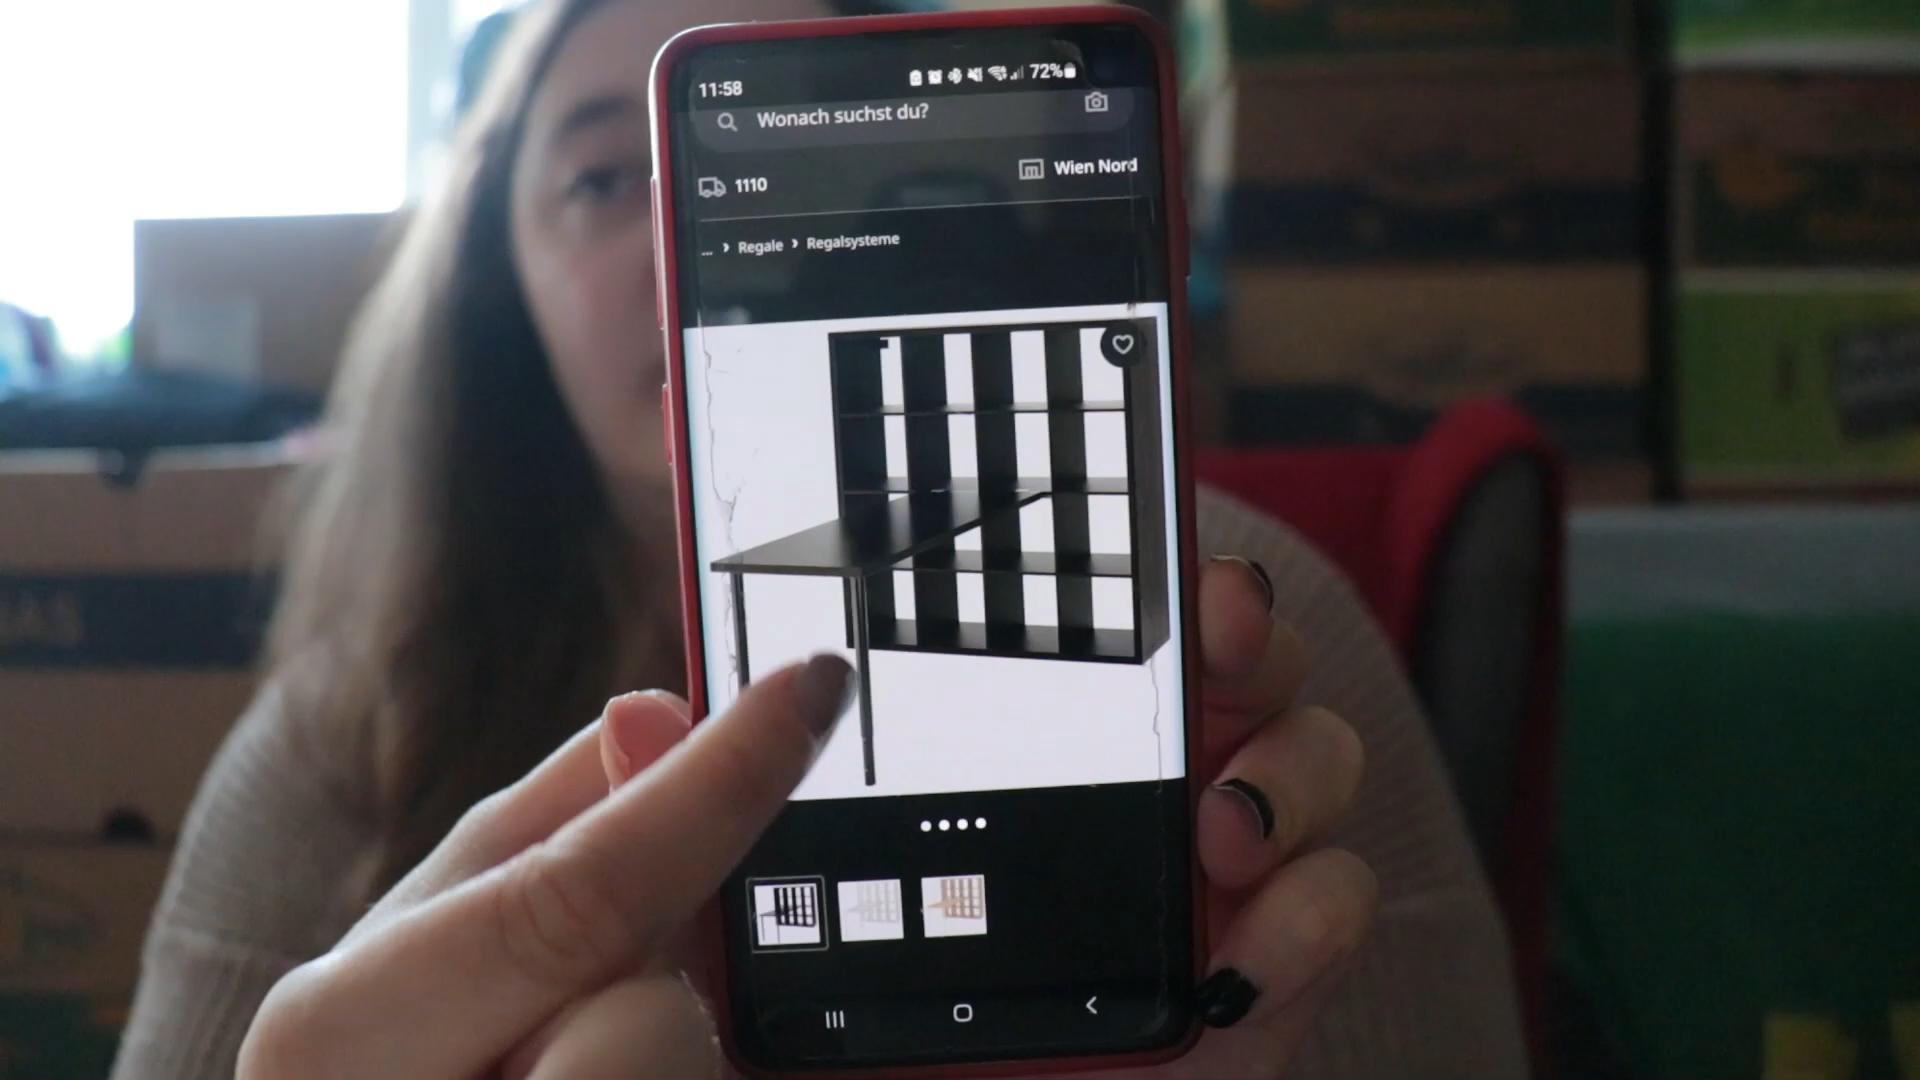 11:58 72%
Wonach suchst du?
1110 Wien Nord
... › Regale › Regalsysteme